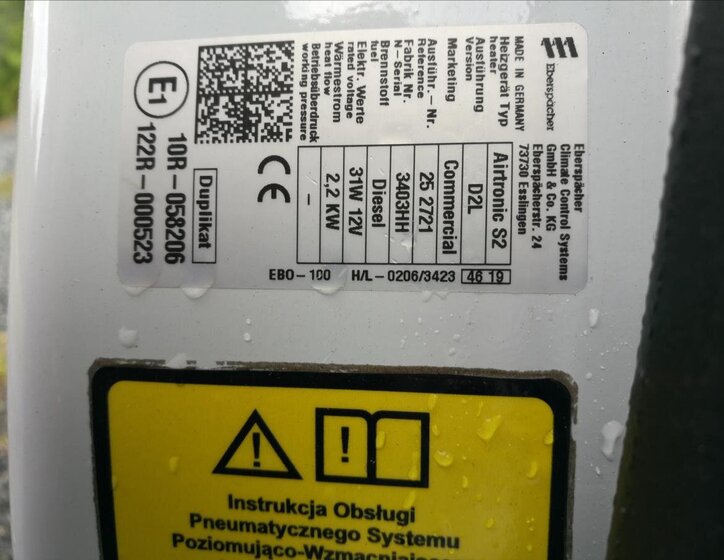 Eberspächer
Eberspächer
Climate Control Systems
GmbH & Co. KG
Eberspächerstr. 24
73730 Esslingen
MADE IN GERMANY
Heizgerät Typ
heater
Airtronic S2
Ausführung
Version
D2L
Marketing
Commercial
Ausführ.-Nr.
Reference
25 2721
Fabrik Nr.
N-Serial
3403HH
Brennstoff
fuel
Diesel
Elektr. Werte
rated voltage
31W 12V
Wärmestrom
heat flow
2,2 KW
Betriebsüberdruck
working pressure
-
EBO-100 H/L-0206/3423 46 19
CE
Duplikat
E1
10R-058206
122R-000523
Instrukcja Obsługi
Pneumatycznego Systemu
Poziomująco-Wzmacniającego